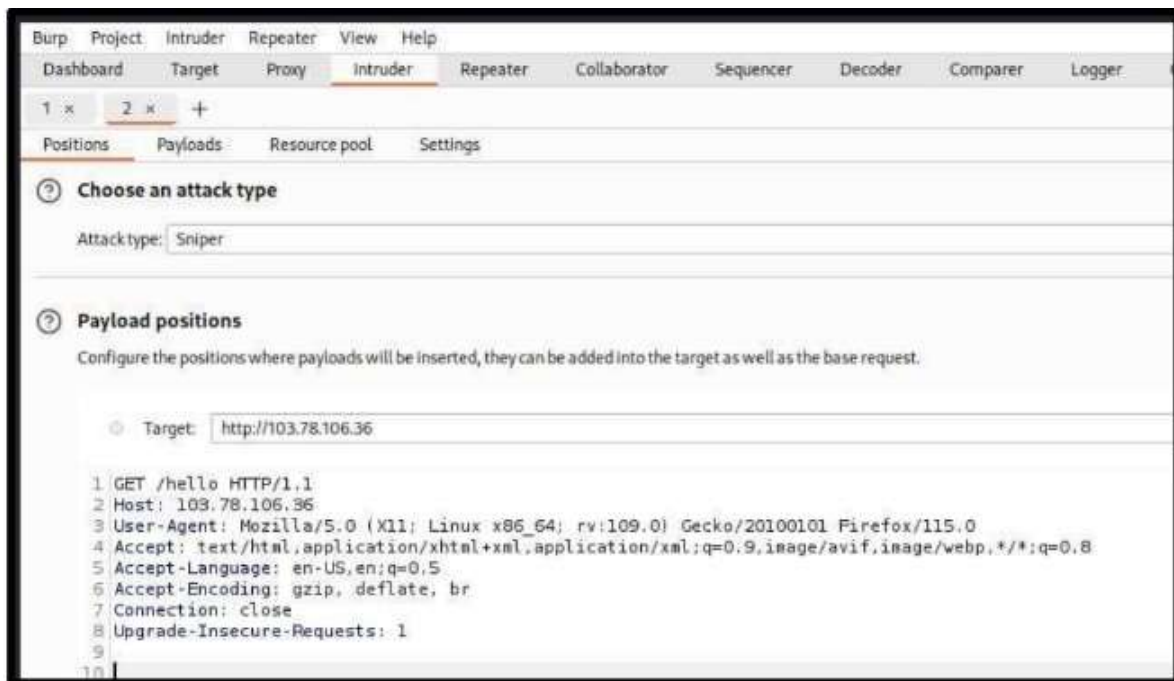 Burp Project Intruder Repeater View Help
Dashboard Target Proxy Intruder Repeater Collaborator Sequencer Decoder Comparer Logger
1 × 2 × +
Positions Payloads Resource pool Settings
? Choose an attack type
Attack type: Sniper
? Payload positions
Configure the positions where payloads will be inserted, they can be added into the target as well as the base request.
Target: http://103.78.106.36
1 GET /hello HTTP/1.1
2 Host: 103.78.106.36
3 User-Agent: Mozilla/5.0 (X11; Linux x86_64; rv:109.0) Gecko/20100101 Firefox/115.0
4 Accept: text/html,application/xhtml+xml,application/xml;q=0.9,image/avif,image/webp,*/*;q=0.8
5 Accept-Language: en-US,en;q=0.5
6 Accept-Encoding: gzip, deflate, br
7 Connection: close
8 Upgrade-Insecure-Requests: 1
9
10